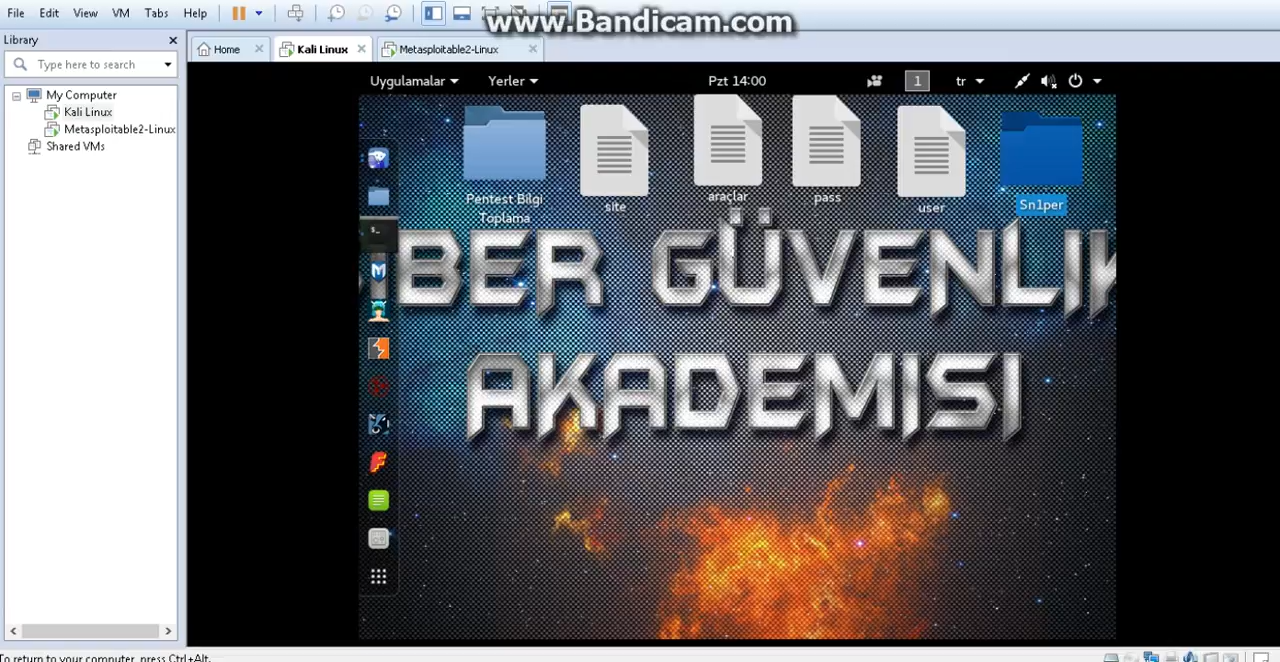 File Edit View VM Tabs Help
www.Bandicam.com
Library
Type here to search
My Computer
Kali Linux
Metasploitable2-Linux
Shared VMs
Home
Kali Linux
Metasploitable2-Linux
Uygulamalar
Yerler
Pzt 14:00
1
tr
Pentest Bilgi
Toplama
site
araçlar
pass
user
Sn1per
BER GÜVENLIK
AKADEMISI
To return to your computer, press Ctrl+Alt.